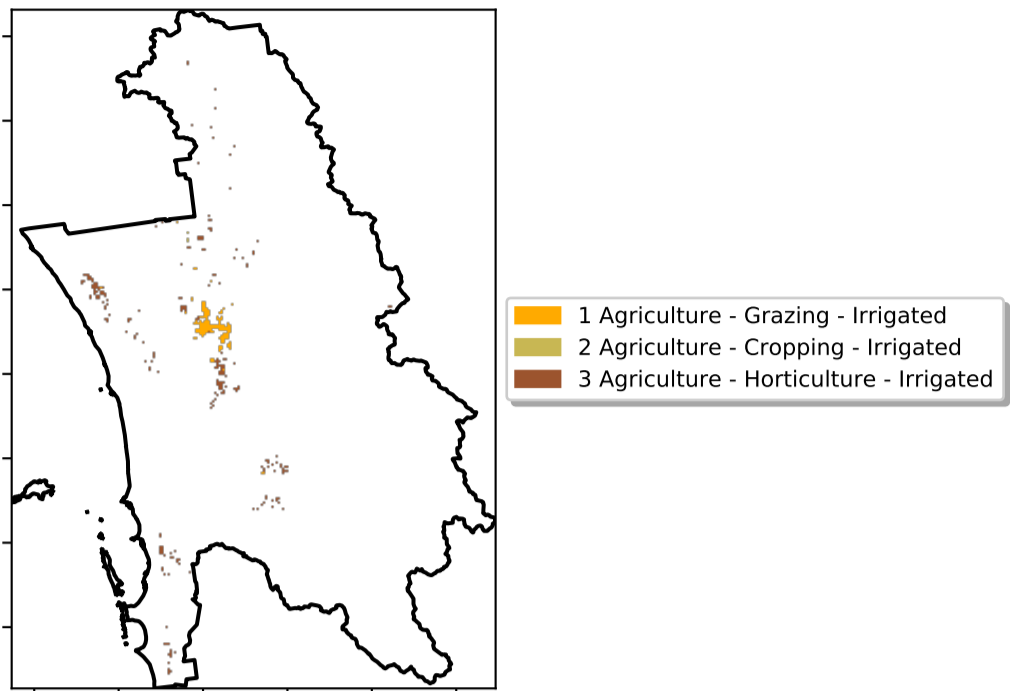 1 Agriculture - Grazing - Irrigated
2 Agriculture - Cropping - Irrigated
3 Agriculture - Horticulture - Irrigated